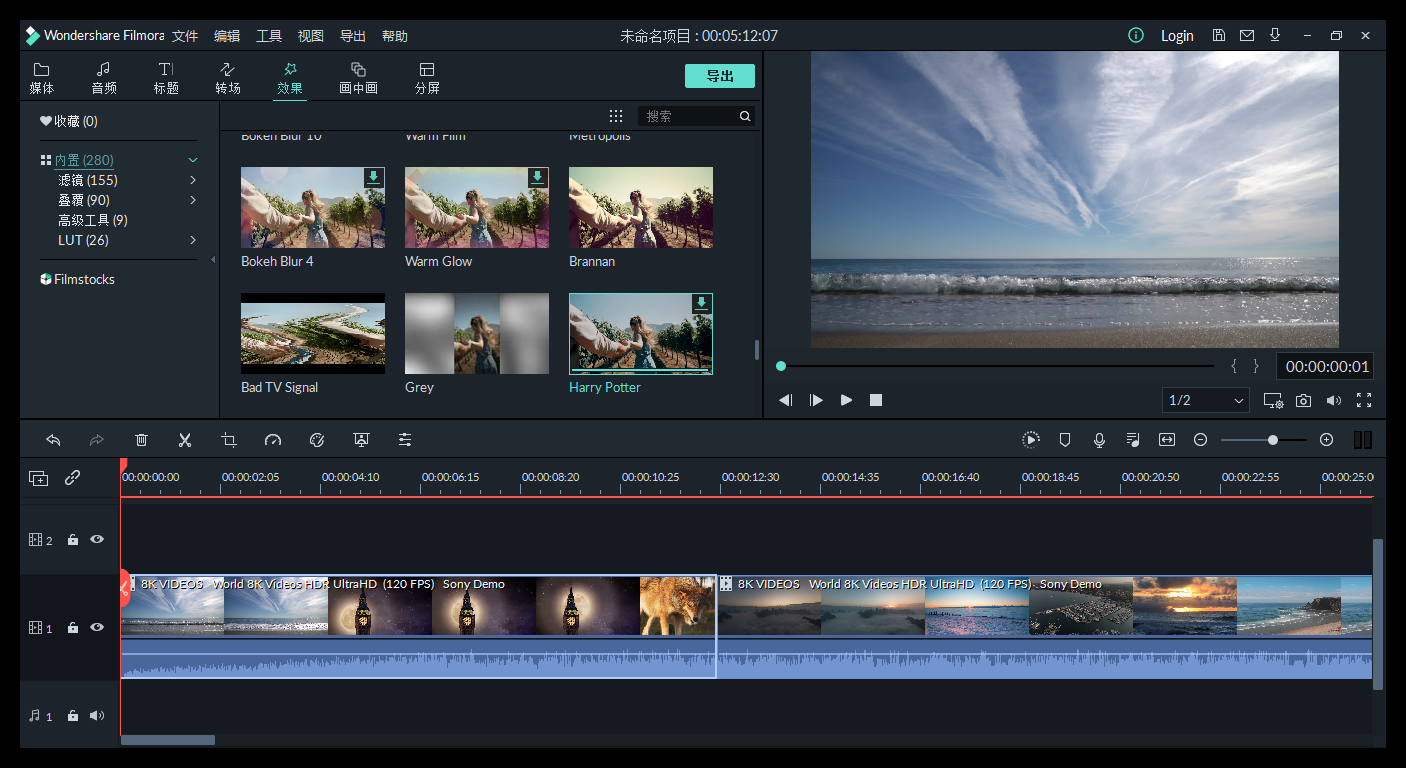 Wondershare Filmora 文件 编辑 工具 视图 导出 帮助 未命名项目 : 00:05:12:07 Login
媒体 音频 标题 转场 效果 画中画 分屏 导出
收藏 (0)
搜索
Bokeh Blur 10 Warm Film Metropolis
内置 (280)
滤镜 (155)
叠覆 (90)
高级工具 (9)
LUT (26)
Filmstocks
Bokeh Blur 4 Warm Glow Brannan
Bad TV Signal Grey Harry Potter
{ } 00:00:00:01
1/2
00:00:00:00 00:00:02:05 00:00:04:10 00:00:06:15 00:00:08:20 00:00:10:25 00:00:12:30 00:00:14:35 00:00:16:40 00:00:18:45 00:00:20:50 00:00:22:55 00:00:25:0
2
8K VIDEOS World 8K Videos HDR UltraHD (120 FPS) Sony Demo 8K VIDEOS World 8K Videos HDR UltraHD (120 FPS) Sony Demo
1
1